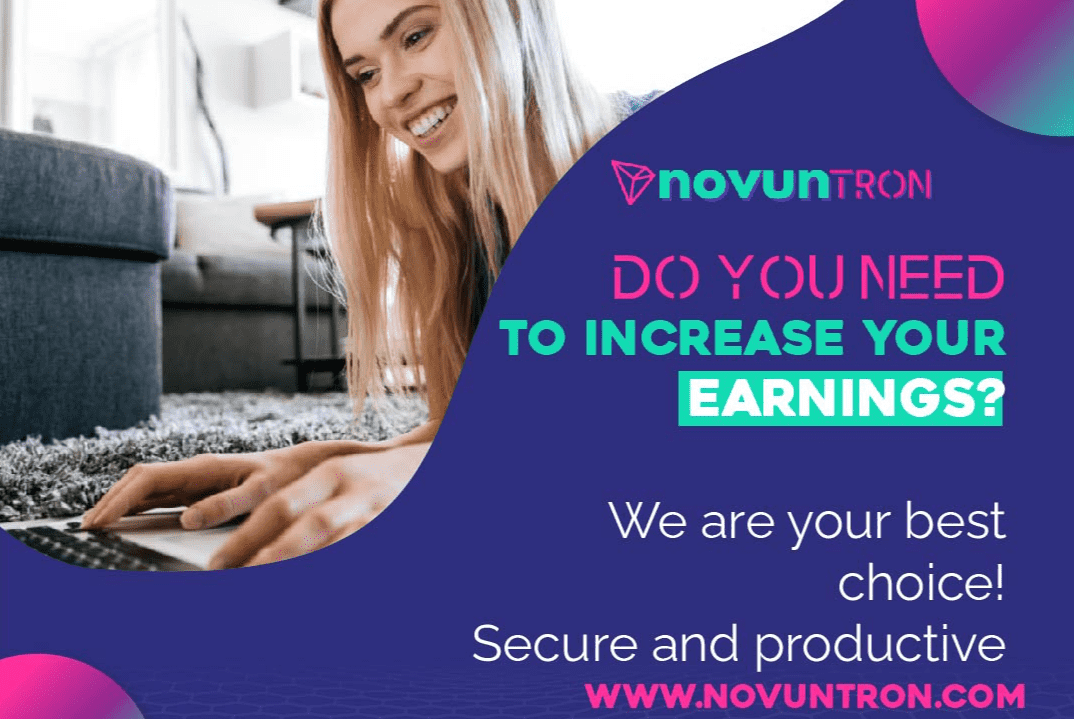 novunTRON
DO YOU NEED
TO INCREASE YOUR
EARNINGS?
We are your best
choice!
Secure and productive
WWW.NOVUNTRON.COM